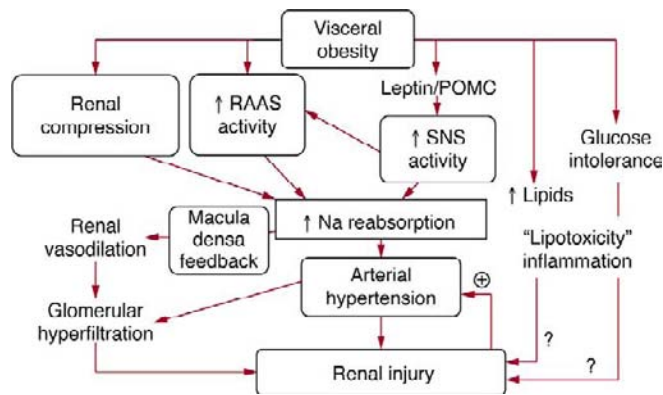 Visceral
obesity
Leptin/POMC
Renal
compression
↑ RAAS
activity
↑ SNS
activity
Glucose
intolerance
↑ Lipids
↑ Na reabsorption
Macula
densa
feedback
Renal
vasodilation
"Lipotoxicity"
inflammation
Arterial
hypertension
⊕
Glomerular
hyperfiltration
?
?
Renal injury